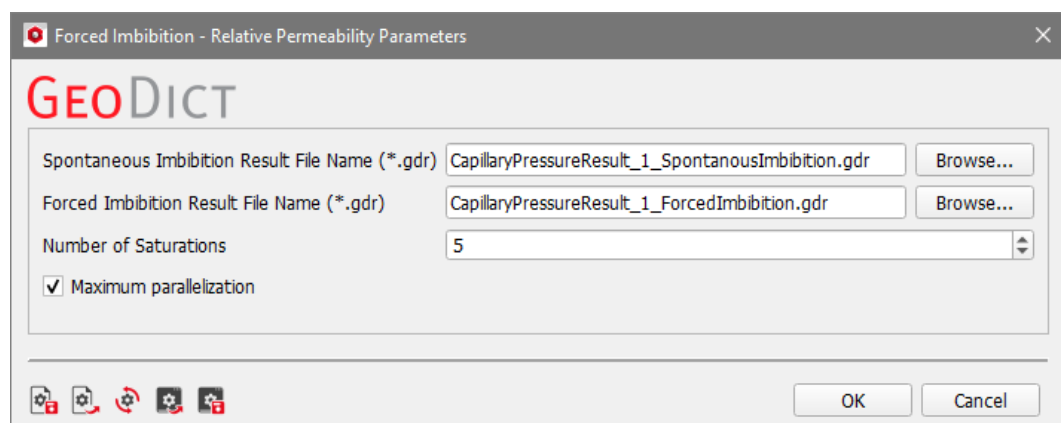 Forced Imbibition - Relative Permeability Parameters
GEODICT
Spontaneous Imbibition Result File Name (*.gdr) CapillaryPressureResult_1_SpontanousImbibition.gdr Browse...
Forced Imbibition Result File Name (*.gdr) CapillaryPressureResult_1_ForcedImbibition.gdr Browse...
Number of Saturations 5
Maximum parallelization
OK Cancel